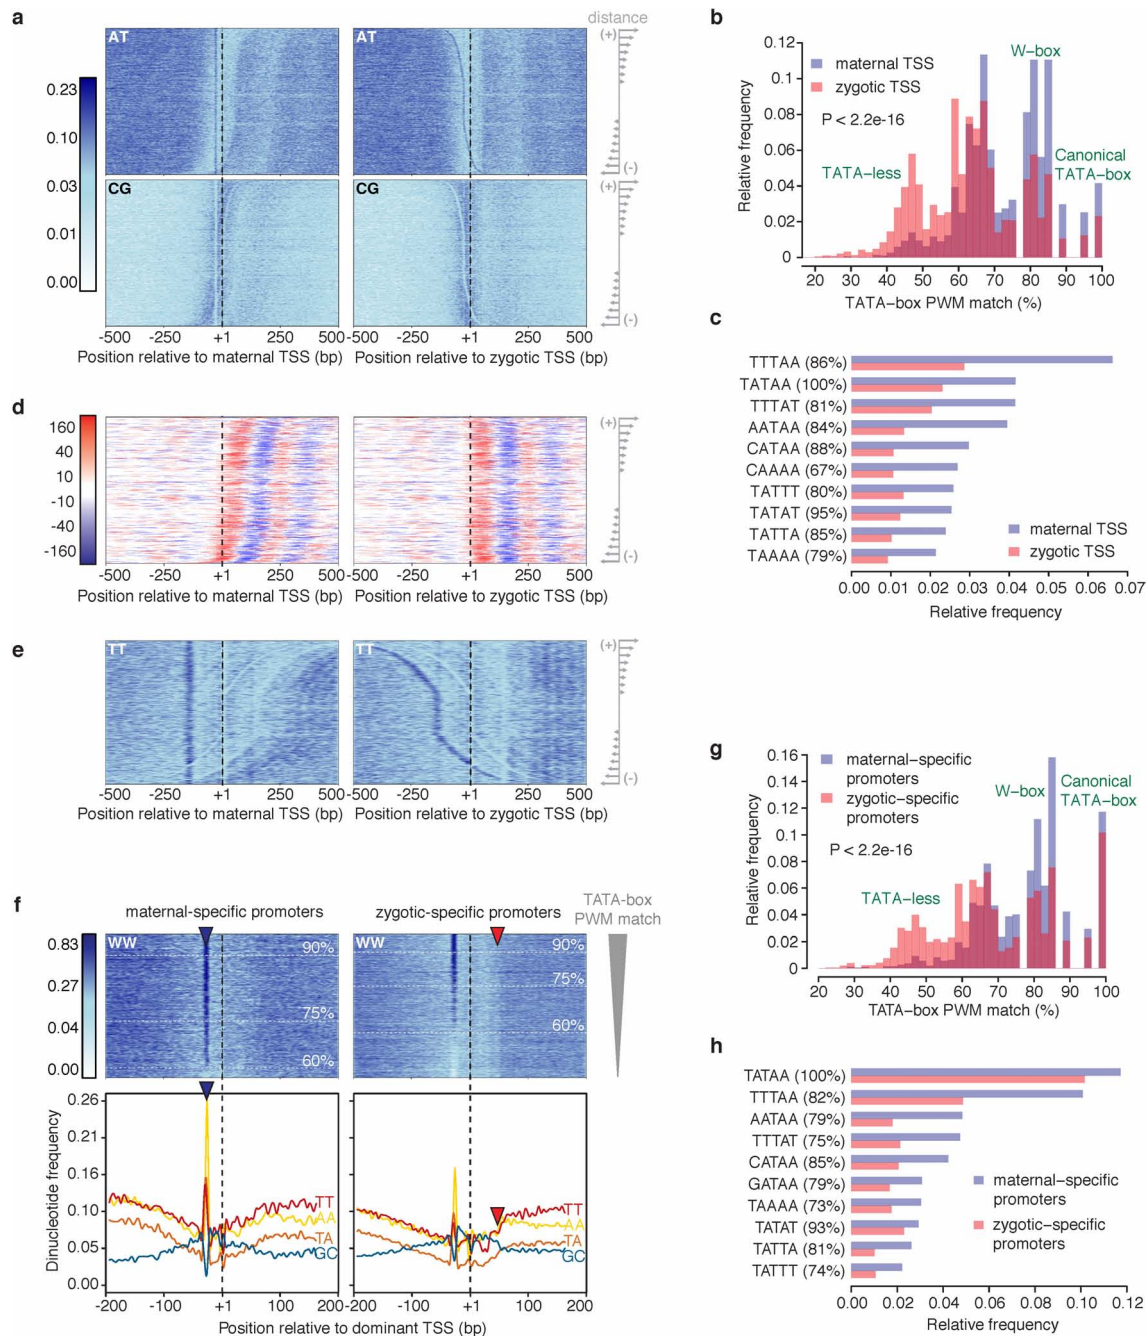 a
distance
AT
AT
(+)
(-)
CG
CG
(+)
(-)
0.23
0.10
0.03
0.01
0.00
-500 -250 +1 250 500
-500 -250 +1 250 500
Position relative to maternal TSS (bp)
Position relative to zygotic TSS (bp)
b
0.12
0.1
0.08
0.06
0.04
0.02
0
Relative frequency
maternal TSS
zygotic TSS
P < 2.2e-16
TATA-less
W-box
Canonical
TATA-box
20 30 40 50 60 70 80 90 100
TATA-box PWM match (%)
c
TTTAA (86%)
TATAA (100%)
TTTAT (81%)
AATAA (84%)
CATAA (88%)
CAAAA (67%)
TATTT (80%)
TATAT (95%)
TATTA (85%)
TAAAA (79%)
maternal TSS
zygotic TSS
0.00 0.01 0.02 0.03 0.04 0.05 0.06 0.07
Relative frequency
d
160
40
10
-10
-40
-160
(+)
(-)
-500 -250 +1 250 500
-500 -250 +1 250 500
Position relative to maternal TSS (bp)
Position relative to zygotic TSS (bp)
e
TT
TT
(+)
(-)
-500 -250 +1 250 500
-500 -250 +1 250 500
Position relative to maternal TSS (bp)
Position relative to zygotic TSS (bp)
f
maternal-specific promoters
zygotic-specific promoters
TATA-box
PWM match
WW
90%
75%
60%
WW
90%
75%
60%
0.83
0.27
0.04
0.00
0.26
0.21
0.16
0.10
0.05
0.00
Dinucleotide frequency
TT
AA
TA
GC
TT
AA
TA
GC
-200 -100 +1 100 200
-200 -100 +1 100 200
Position relative to dominant TSS (bp)
g
0.16
0.14
0.12
0.1
0.08
0.06
0.04
0.02
0
Relative frequency
maternal-specific
promoters
zygotic-specific
promoters
P < 2.2e-16
TATA-less
W-box
Canonical
TATA-box
20 30 40 50 60 70 80 90 100
TATA-box PWM match (%)
h
TATAA (100%)
TTTAA (82%)
AATAA (79%)
TTTAT (75%)
CATAA (85%)
GATAA (79%)
TAAAA (73%)
TATAT (93%)
TATTA (81%)
TATTT (74%)
maternal-specific
promoters
zygotic-specific
promoters
0.00 0.02 0.04 0.06 0.08 0.10 0.12
Relative frequency